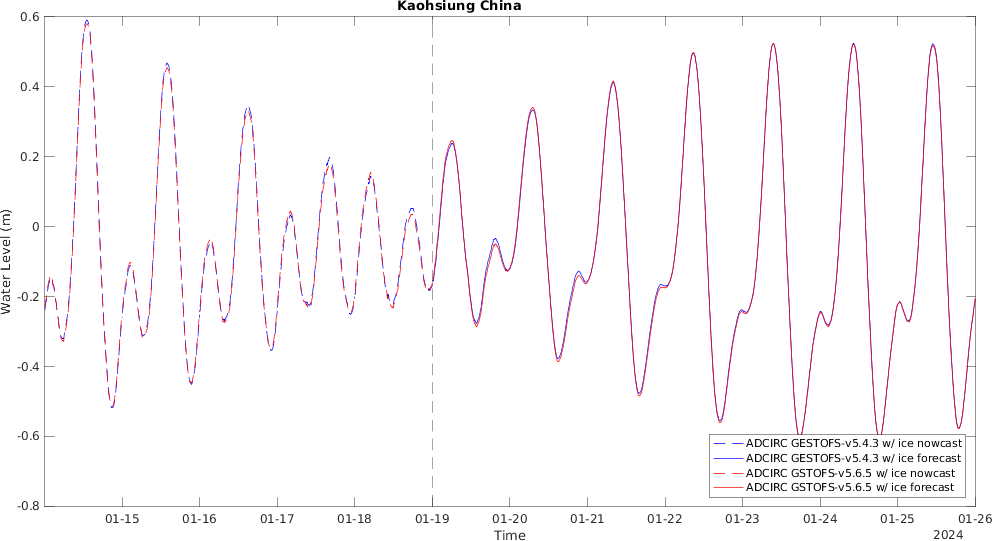 Kaohsiung China
0.6
0.4
0.2
0
-0.2
-0.4
-0.6
-0.8
Water Level (m)
ADCIRC GESTOFS-v5.4.3 w/ ice nowcast
ADCIRC GESTOFS-v5.4.3 w/ ice forecast
ADCIRC GSTOFS-v5.6.5 w/ ice nowcast
ADCIRC GSTOFS-v5.6.5 w/ ice forecast
01-15 01-16 01-17 01-18 01-19 01-20 01-21 01-22 01-23 01-24 01-25 01-26
Time
2024